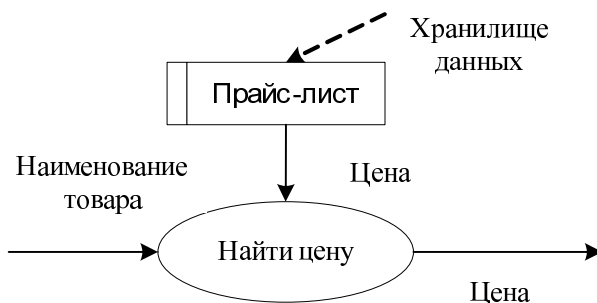 Хранилище
данных
Прайс-лист
Наименование
товара
Цена
Найти цену
Цена